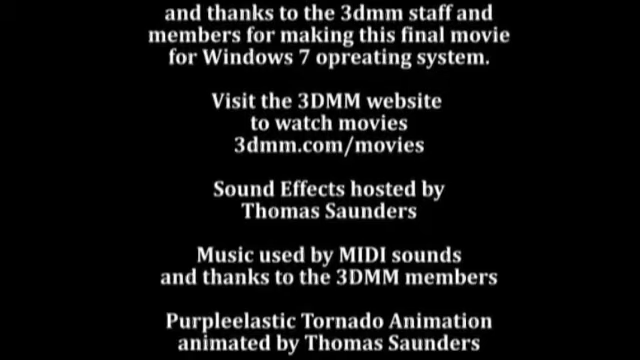 and thanks to the 3dmm staff and
members for making this final movie
for Windows 7 opreating system.
Visit the 3DMM website
to watch movies
3dmm.com/movies
Sound Effects hosted by
Thomas Saunders
Music used by MIDI sounds
and thanks to the 3DMM members
Purpleelastic Tornado Animation
animated by Thomas Saunders